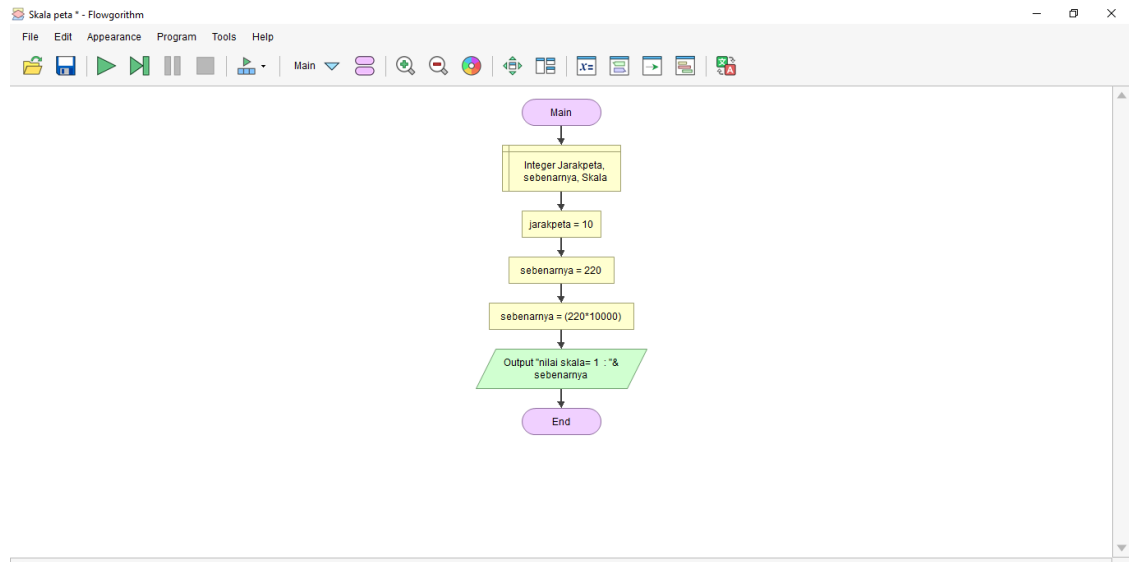 Skala peta * - Flowgorithm
File Edit Appearance Program Tools Help
Main
x=
Main
Integer Jarakpeta,
sebenarnya, Skala
jarakpeta = 10
sebenarnya = 220
sebenarnya = (220*10000)
Output "nilai skala= 1  : "&
sebenarnya
End